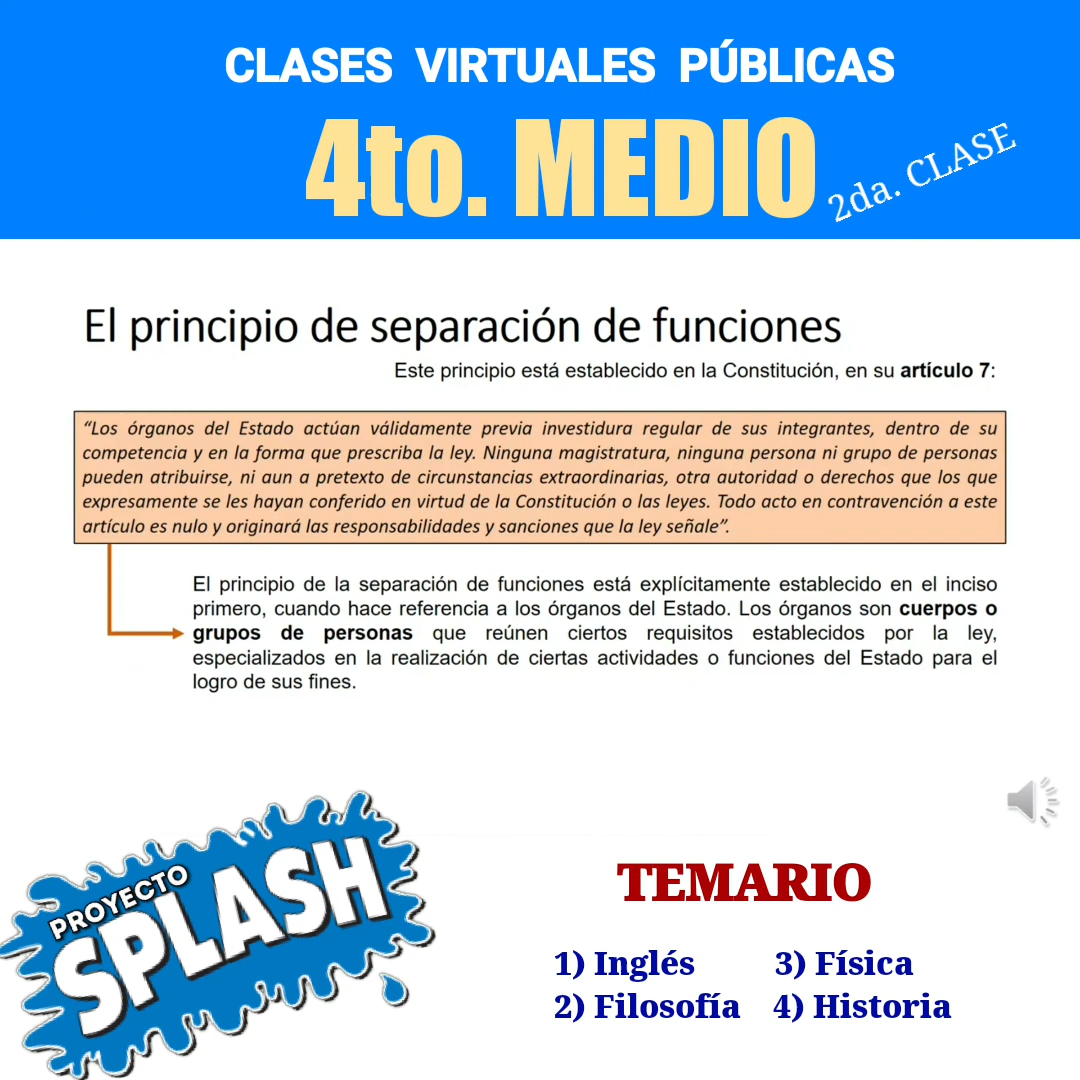 CLASES VIRTUALES PÚBLICAS
4to. MEDIO
2da. CLASE
El principio de separación de funciones
Este principio está establecido en la Constitución, en su artículo 7:
“Los órganos del Estado actúan válidamente previa investidura regular de sus integrantes, dentro de su
competencia y en la forma que prescriba la ley. Ninguna magistratura, ninguna persona ni grupo de personas
pueden atribuirse, ni aun a pretexto de circunstancias extraordinarias, otra autoridad o derechos que los que
expresamente se les hayan conferido en virtud de la Constitución o las leyes. Todo acto en contravención a este
artículo es nulo y originará las responsabilidades y sanciones que la ley señale”.
El principio de la separación de funciones está explícitamente establecido en el inciso
primero, cuando hace referencia a los órganos del Estado. Los órganos son cuerpos o
grupos de personas que reúnen ciertos requisitos establecidos por la ley,
especializados en la realización de ciertas actividades o funciones del Estado para el
logro de sus fines.
PROYECTO
SPLASH
TEMARIO
1) Inglés 3) Física
2) Filosofía 4) Historia